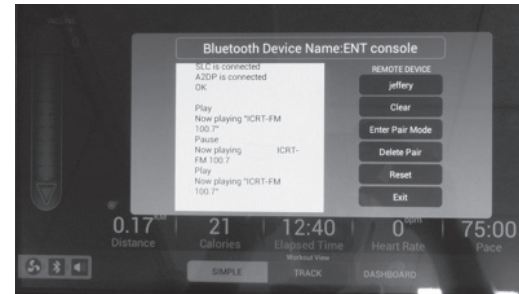 Bluetooth Device Name:ENT console
SLC is connected
A2DP is connected
OK
Play
Now playing "ICRT-FM
100.7"
Pause
Now playing ICRT-
FM 100.7
Play
Now playing "ICRT-FM
100.7"
REMOTE DEVICE
jeffery
Clear
Enter Pair Mode
Delete Pair
Reset
Exit
0.17 KM
Distance
21
Calories
12:40
Elapsed Time
0 bpm
Heart Rate
75:00
Pace
Workout View
SIMPLE
TRACK
DASHBOARD